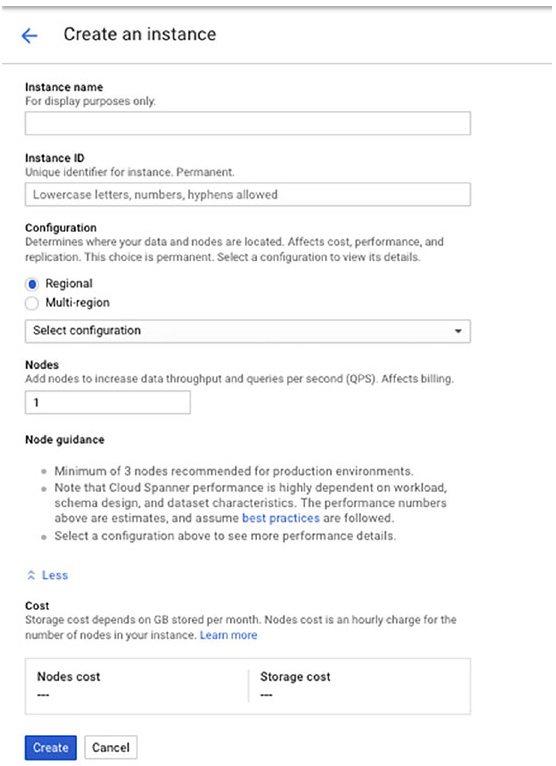 Create an instance
Instance name
For display purposes only.
Instance ID
Unique identifier for instance. Permanent.
Lowercase letters, numbers, hyphens allowed
Configuration
Determines where your data and nodes are located. Affects cost, performance, and
replication. This choice is permanent. Select a configuration to view its details.
Regional
Multi-region
Select configuration
Nodes
Add nodes to increase data throughput and queries per second (QPS). Affects billing.
1
Node guidance
Minimum of 3 nodes recommended for production environments.
Note that Cloud Spanner performance is highly dependent on workload,
schema design, and dataset characteristics. The performance numbers
above are estimates, and assume best practices are followed.
Select a configuration above to see more performance details.
Less
Cost
Storage cost depends on GB stored per month. Nodes cost is an hourly charge for the
number of nodes in your instance. Learn more
Nodes cost
---
Storage cost
---
Create Cancel